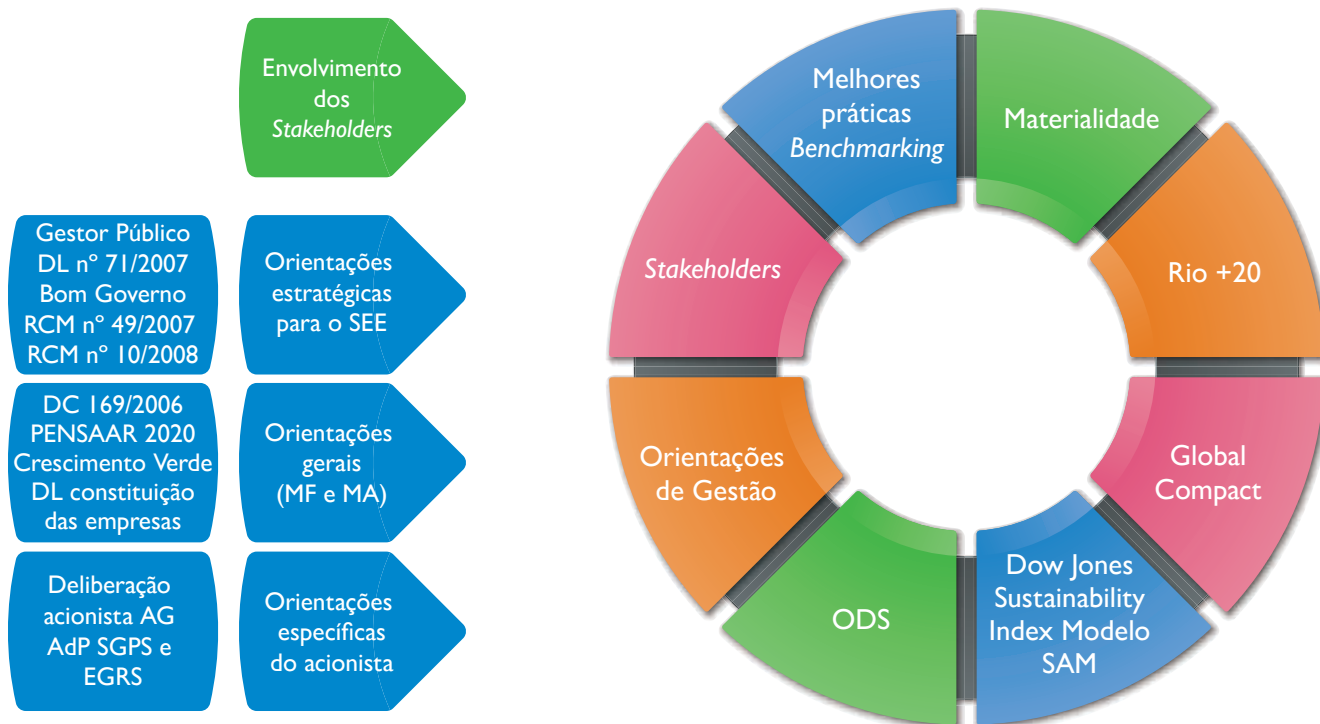 Envolvimento
dos
Stakeholders
Gestor Público
DL nº 71/2007
Bom Governo
RCM nº 49/2007
RCM nº 10/2008
Orientações
estratégicas
para o SEE
DC 169/2006
PENSAAR 2020
Crescimento Verde
DL constituição
das empresas
Orientações
gerais
(MF e MA)
Deliberação
acionista AG
AdP SGPS e
EGRS
Orientações
específicas
do acionista
Melhores
práticas
Benchmarking
Materialidade
Rio +20
Global
Compact
Dow Jones
Sustainability
Index Modelo
SAM
ODS
Orientações
de Gestão
Stakeholders